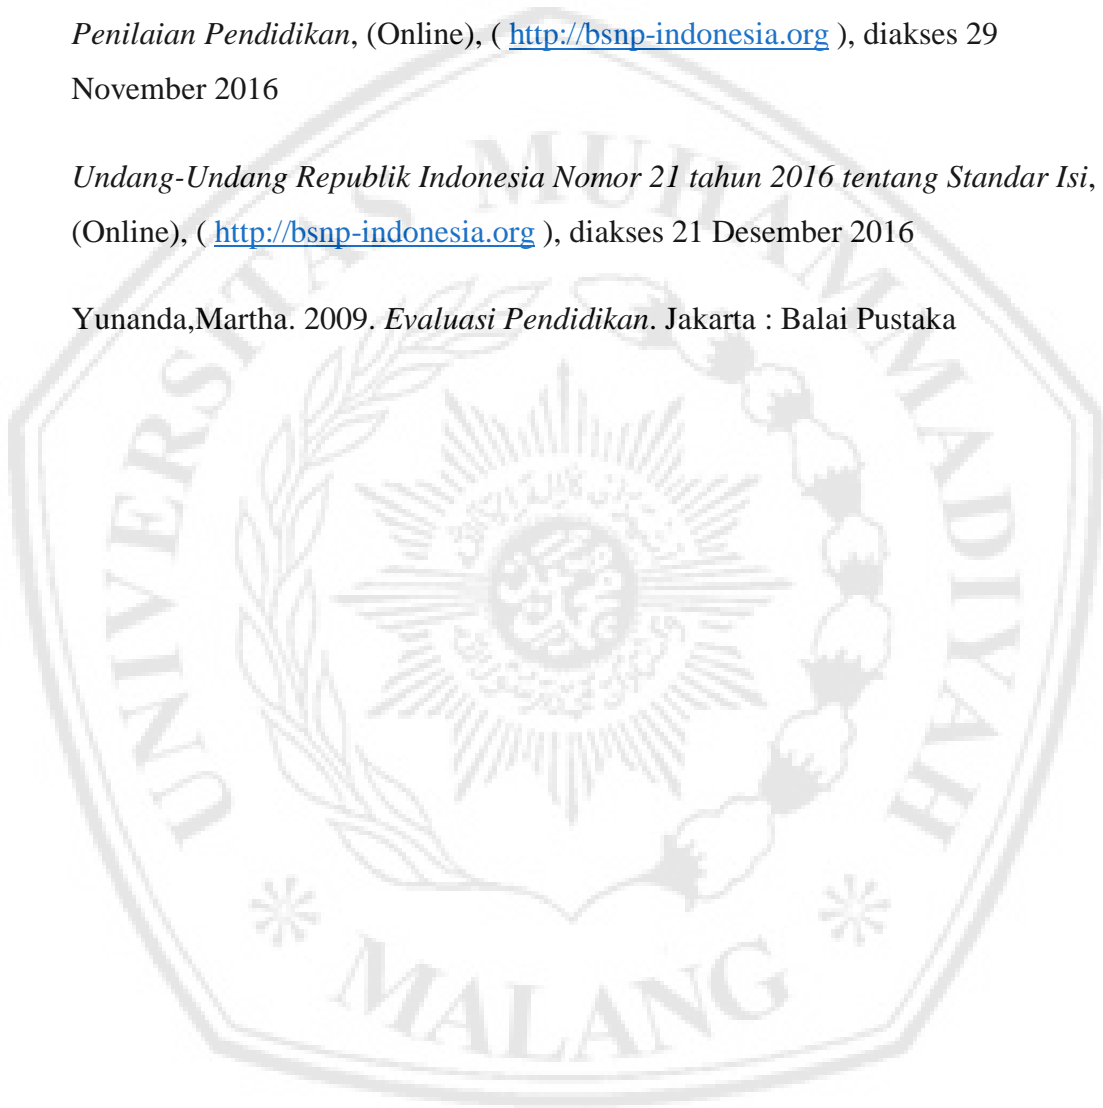 Penilaian Pendidikan, (Online), ( http://bsnp-indonesia.org ), diakses 29
November 2016
Undang-Undang Republik Indonesia Nomor 21 tahun 2016 tentang Standar Isi,
(Online), ( http://bsnp-indonesia.org ), diakses 21 Desember 2016
Yunanda,Martha. 2009. Evaluasi Pendidikan. Jakarta : Balai Pustaka
UNIVERSITAS MUHAMMADIYAH
MALANG